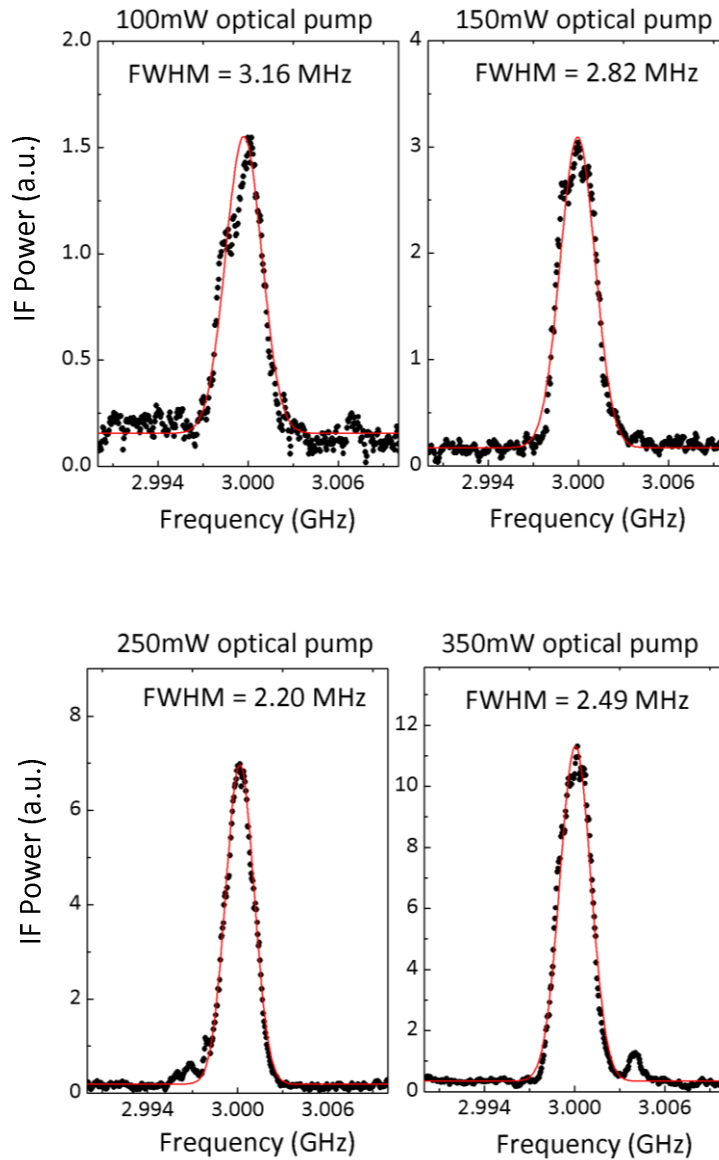 100mW optical pump
150mW optical pump
FWHM = 3.16 MHz
FWHM = 2.82 MHz
IF Power (a.u.)
2.0
1.5
1.0
0.5
0.0
4
3
2
1
0
2.994 3.000 3.006
2.994 3.000 3.006
Frequency (GHz)
Frequency (GHz)
250mW optical pump
350mW optical pump
FWHM = 2.20 MHz
FWHM = 2.49 MHz
IF Power (a.u.)
8
6
4
2
0
12
10
8
6
4
2
0
2.994 3.000 3.006
2.994 3.000 3.006
Frequency (GHz)
Frequency (GHz)